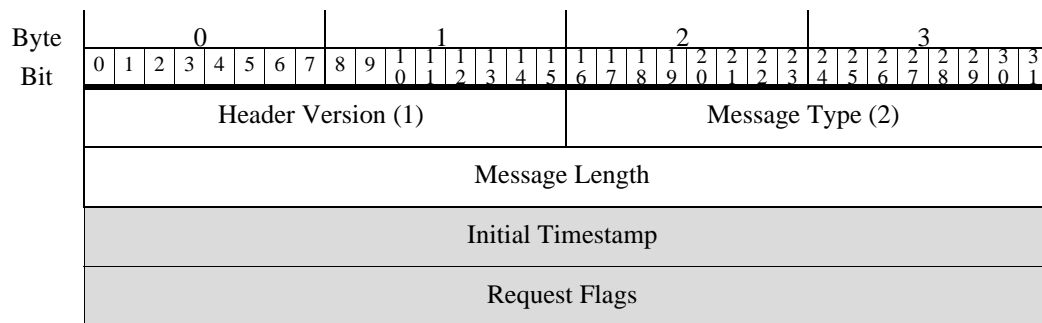 Byte 0 1 2 3
Bit 0 1 2 3 4 5 6 7 8 9 10 11 12 13 14 15 16 17 18 19 20 21 22 23 24 25 26 27 28 29 30 31
Header Version (1) Message Type (2)
Message Length
Initial Timestamp
Request Flags